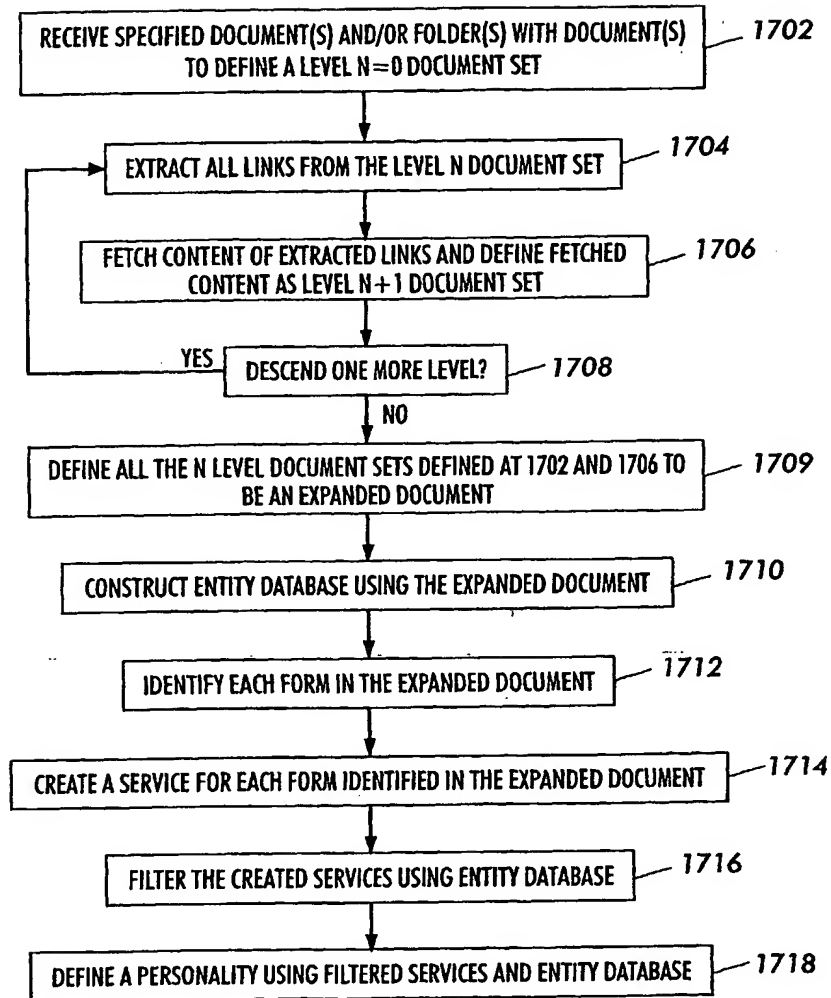 RECEIVE SPECIFIED DOCUMENT(S) AND/OR FOLDER(S) WITH DOCUMENT(S)
TO DEFINE A LEVEL N=0 DOCUMENT SET
1702
EXTRACT ALL LINKS FROM THE LEVEL N DOCUMENT SET
1704
FETCH CONTENT OF EXTRACTED LINKS AND DEFINE FETCHED
CONTENT AS LEVEL N+1 DOCUMENT SET
1706
YES
DESCEND ONE MORE LEVEL?
1708
NO
DEFINE ALL THE N LEVEL DOCUMENT SETS DEFINED AT 1702 AND 1706 TO
BE AN EXPANDED DOCUMENT
1709
CONSTRUCT ENTITY DATABASE USING THE EXPANDED DOCUMENT
1710
IDENTIFY EACH FORM IN THE EXPANDED DOCUMENT
1712
CREATE A SERVICE FOR EACH FORM IDENTIFIED IN THE EXPANDED DOCUMENT
1714
FILTER THE CREATED SERVICES USING ENTITY DATABASE
1716
DEFINE A PERSONALITY USING FILTERED SERVICES AND ENTITY DATABASE
1718